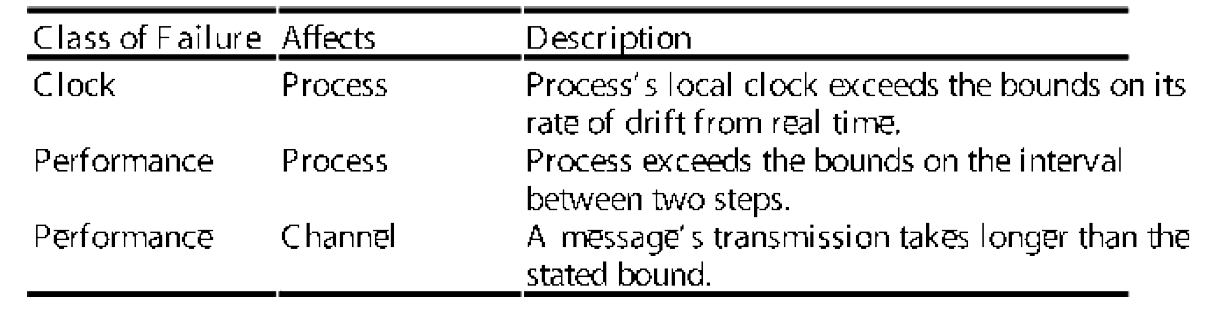 Class of Failure Affects Description
Clock Process Process's local clock exceeds the bounds on its
rate of drift from real time.
Performance Process Process exceeds the bounds on the interval
between two steps.
Performance Channel A message's transmission takes longer than the
stated bound.